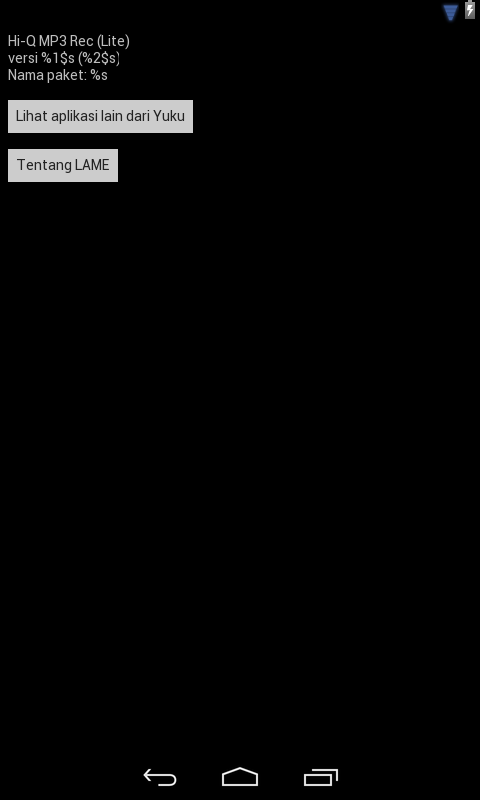 Hi-Q MP3 Rec (Lite)
versi %1$s (%2$s)
Nama paket: %s
Lihat aplikasi lain dari Yuku
Tentang LAME